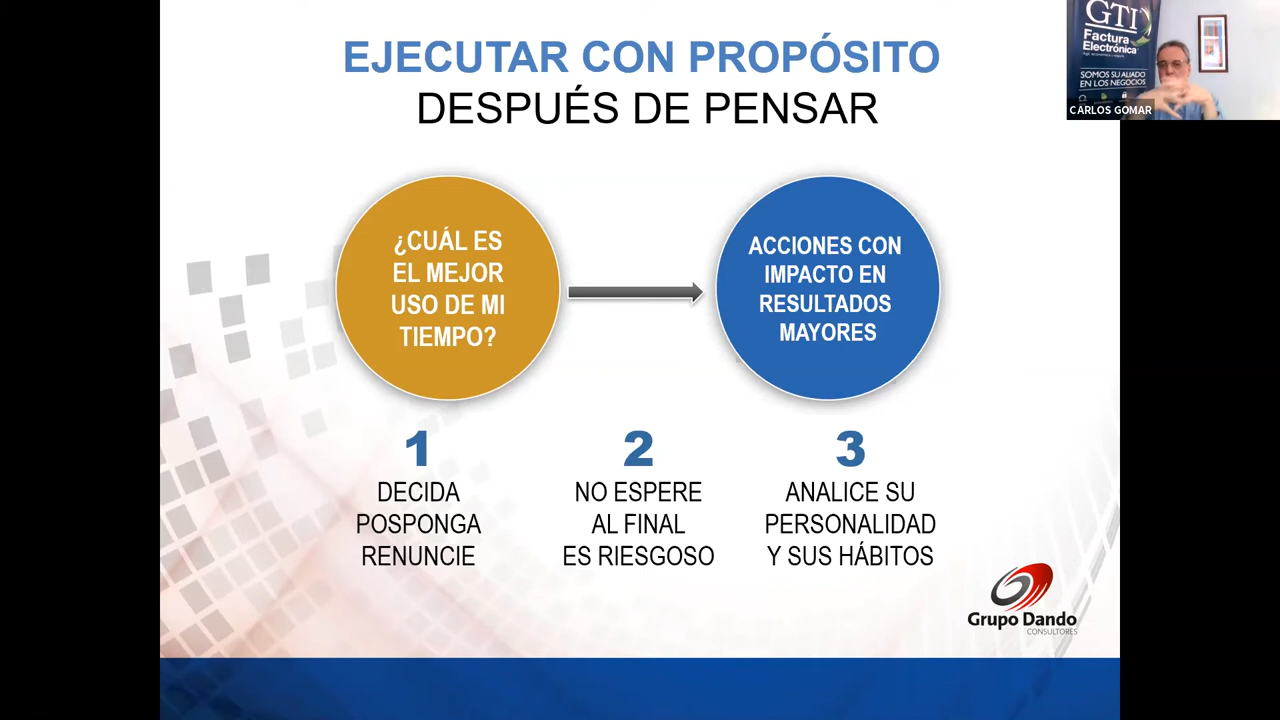 EJECUTAR CON PROPÓSITO
DESPUÉS DE PENSAR
¿CUÁL ES
EL MEJOR
USO DE MI
TIEMPO?
ACCIONES CON
IMPACTO EN
RESULTADOS
MAYORES
1
DECIDA
POSPONGA
RENUNCIE
2
NO ESPERE
AL FINAL
ES RIESGOSO
3
ANALICE SU
PERSONALIDAD
Y SUS HÁBITOS
Grupo Dando
CONSULTORES
GTI
Factura
Electrónica
SOMOS SU ALIADO
EN LOS NEGOCIOS
CARLOS GOMAR